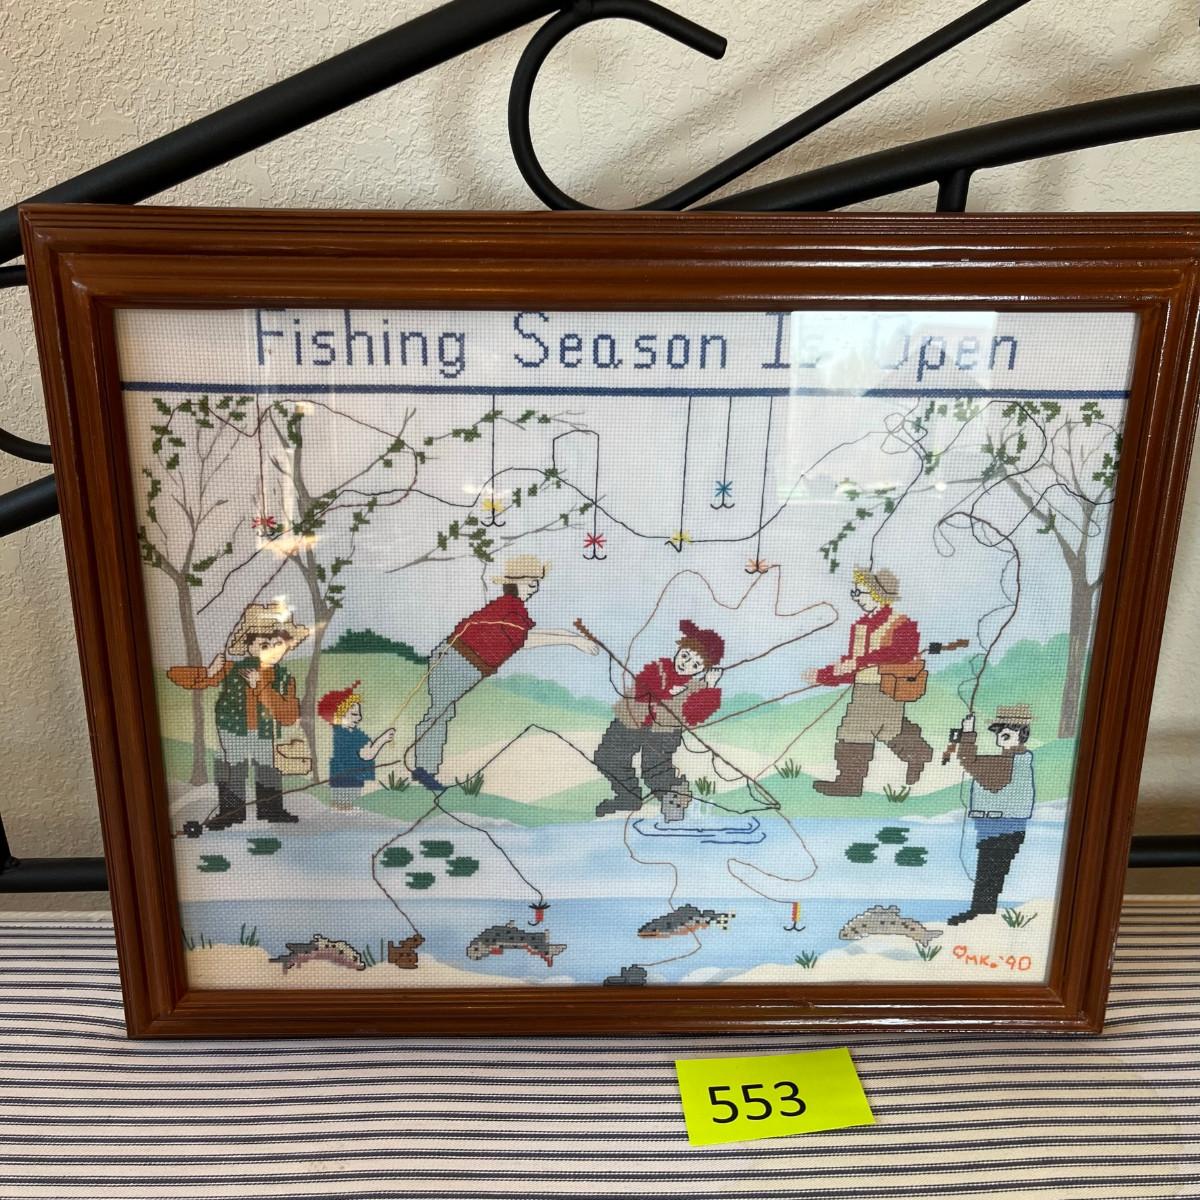 Fishing Season Is Open
MK. '90
553